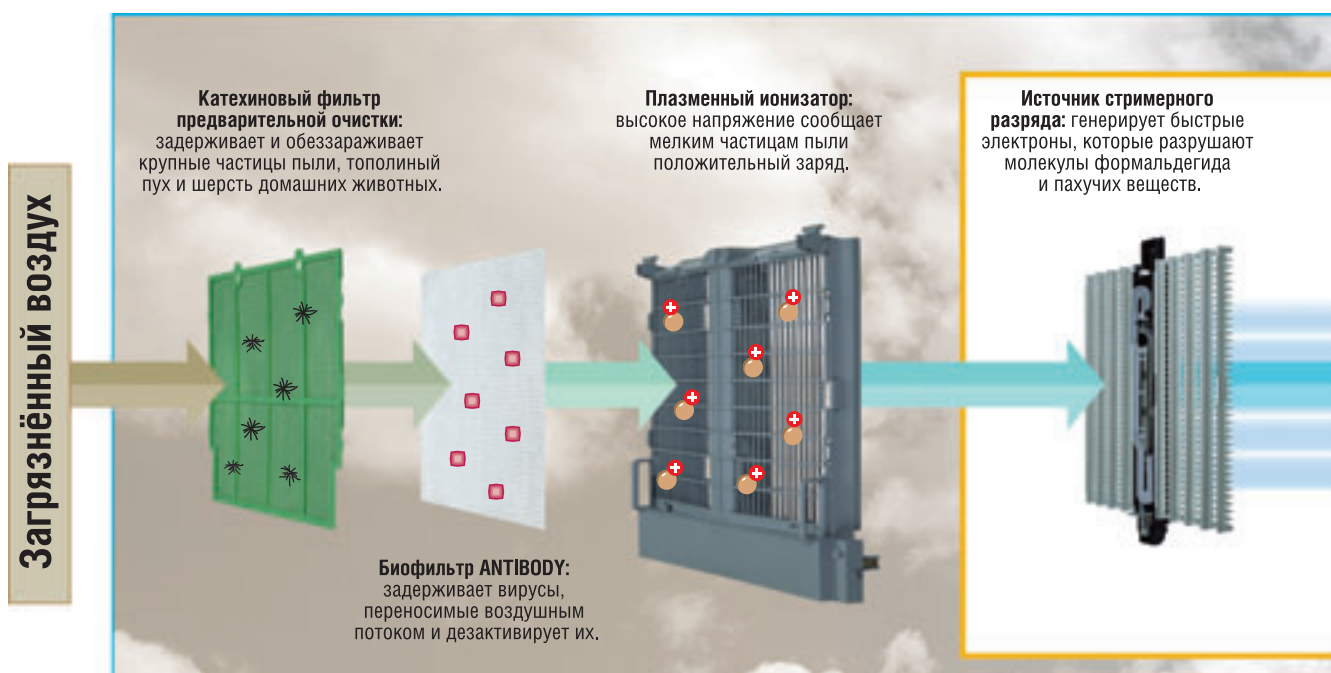 Загрязнённый воздух
Катехиновый фильтр
предварительной очистки:
задерживает и обеззараживает
крупные частицы пыли, тополиный
пух и шерсть домашних животных.
Биофильтр ANTIBODY:
задерживает вирусы,
переносимые воздушным
потоком и дезактивирует их.
Плазменный ионизатор:
высокое напряжение сообщает
мелким частицам пыли
положительный заряд.
Источник стримерного
разряда: генерирует быстрые
электроны, которые разрушают
молекулы формальдегида
и пахучих веществ.